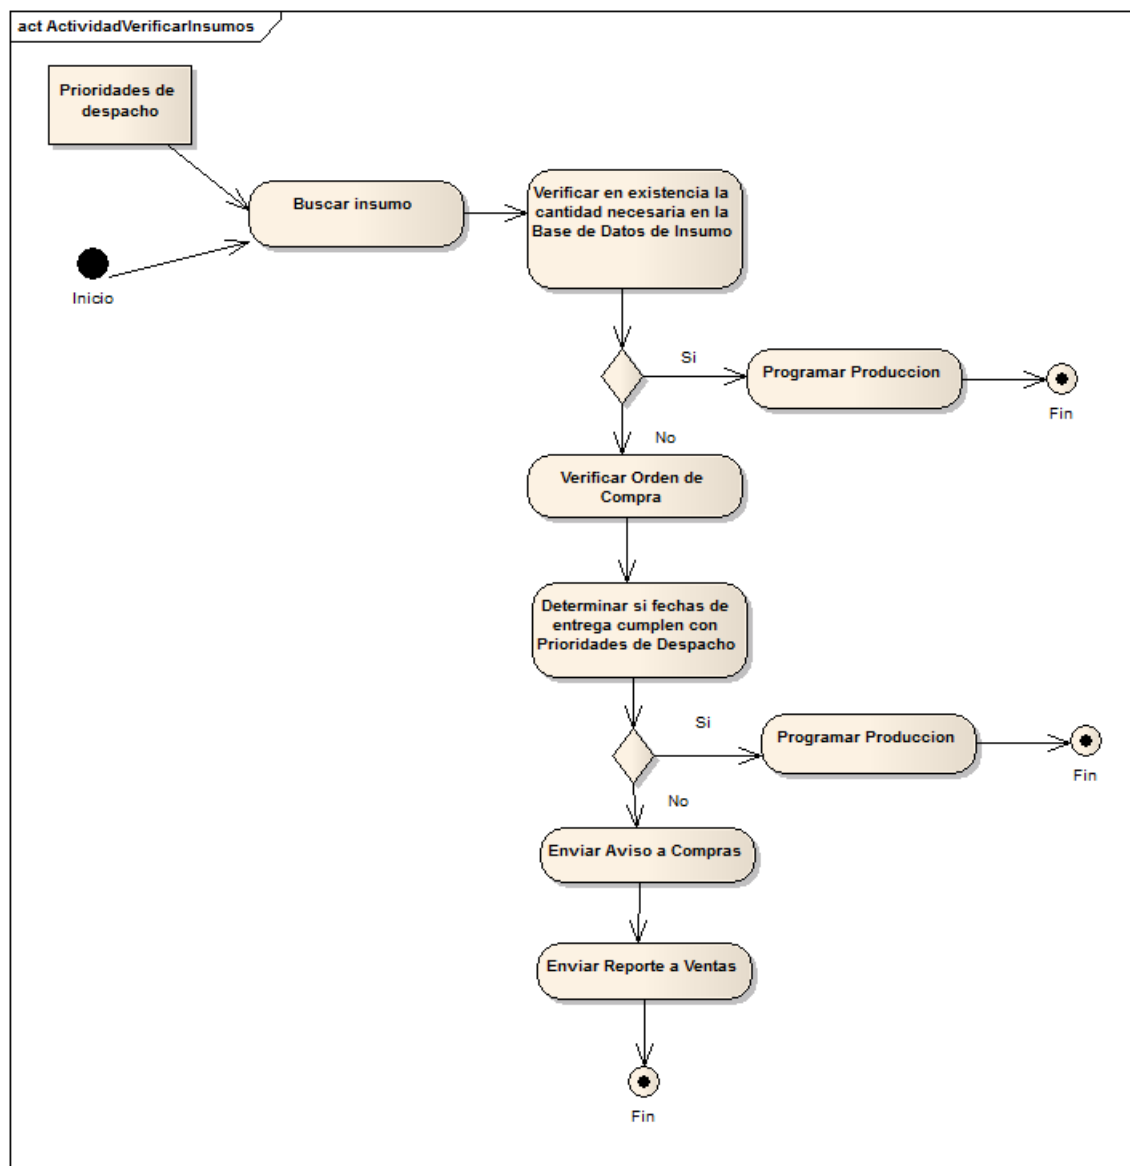 act ActividadVerificarInsumos
Prioridades de
despacho
Buscar insumo
Verificar en existencia la
cantidad necesaria en la
Base de Datos de Insumo
Inicio
Si
Programar Produccion
Fin
No
Verificar Orden de
Compra
Determinar si fechas de
entrega cumplen con
Prioridades de Despacho
Si
Programar Produccion
Fin
No
Enviar Aviso a Compras
Enviar Reporte a Ventas
Fin